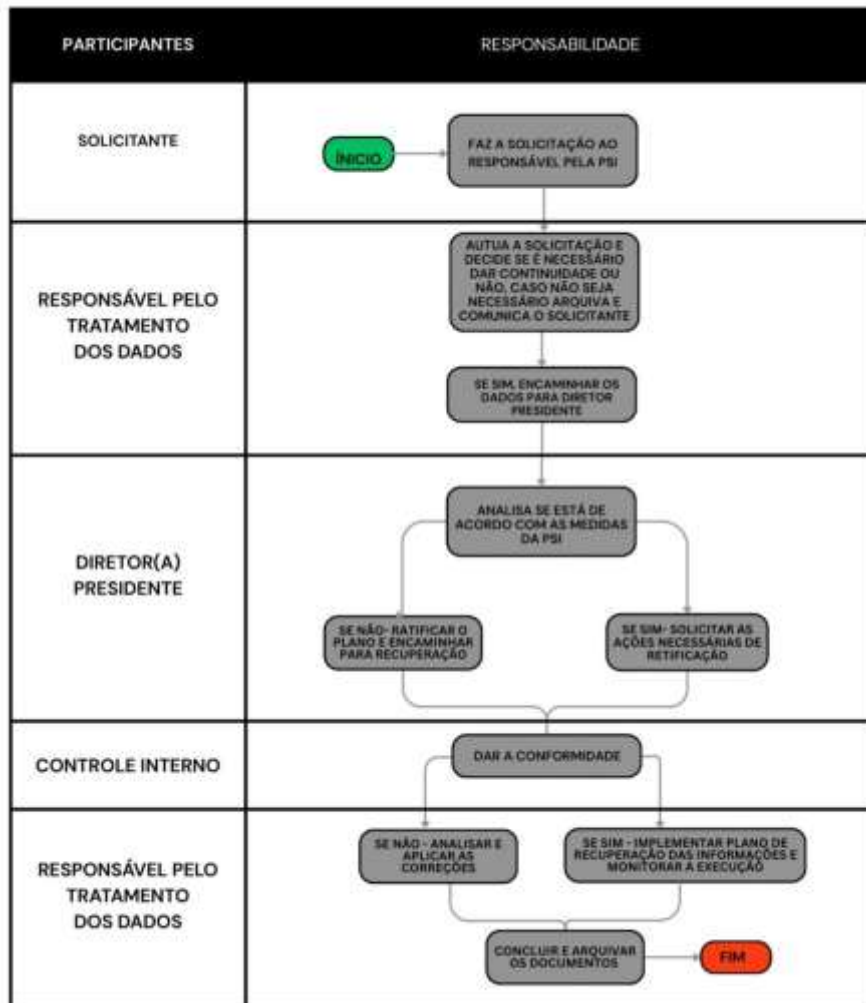 PARTICIPANTES
RESPONSABILIDADE
SOLICITANTE
ÍNICIO
FAZ A SOLICITAÇÃO AO
RESPONSÁVEL PELA PSI
RESPONSÁVEL PELO
TRATAMENTO
DOS DADOS
AUTUA A SOLICITAÇÃO E
DECIDE SE É NECESSÁRIO
DAR CONTINUIDADE OU
NÃO, CASO NÃO SEJA
NECESSÁRIO ARQUIVA E
COMUNICA O SOLICITANTE
SE SIM, ENCAMINHAR OS
DADOS PARA DIRETOR
PRESIDENTE
DIRETOR(A)
PRESIDENTE
ANALISA SE ESTÁ DE
ACORDO COM AS MEDIDAS
DA PSI
SE NÃO- RATIFICAR O
PLANO E ENCAMINHAR
PARA RECUPERAÇÃO
SE SIM- SOLICITAR AS
AÇÕES NECESSÁRIAS DE
RETIFICAÇÃO
CONTROLE INTERNO
DAR A CONFORMIDADE
RESPONSÁVEL PELO
TRATAMENTO
DOS DADOS
SE NÃO - ANALISAR E
APLICAR AS
CORREÇÕES
SE SIM - IMPLEMENTAR PLANO DE
RECUPERAÇÃO DAS INFORMAÇÕES E
MONITORAR A EXECUÇÃO
CONCLUIR E ARQUIVAR
OS DOCUMENTOS
FIM